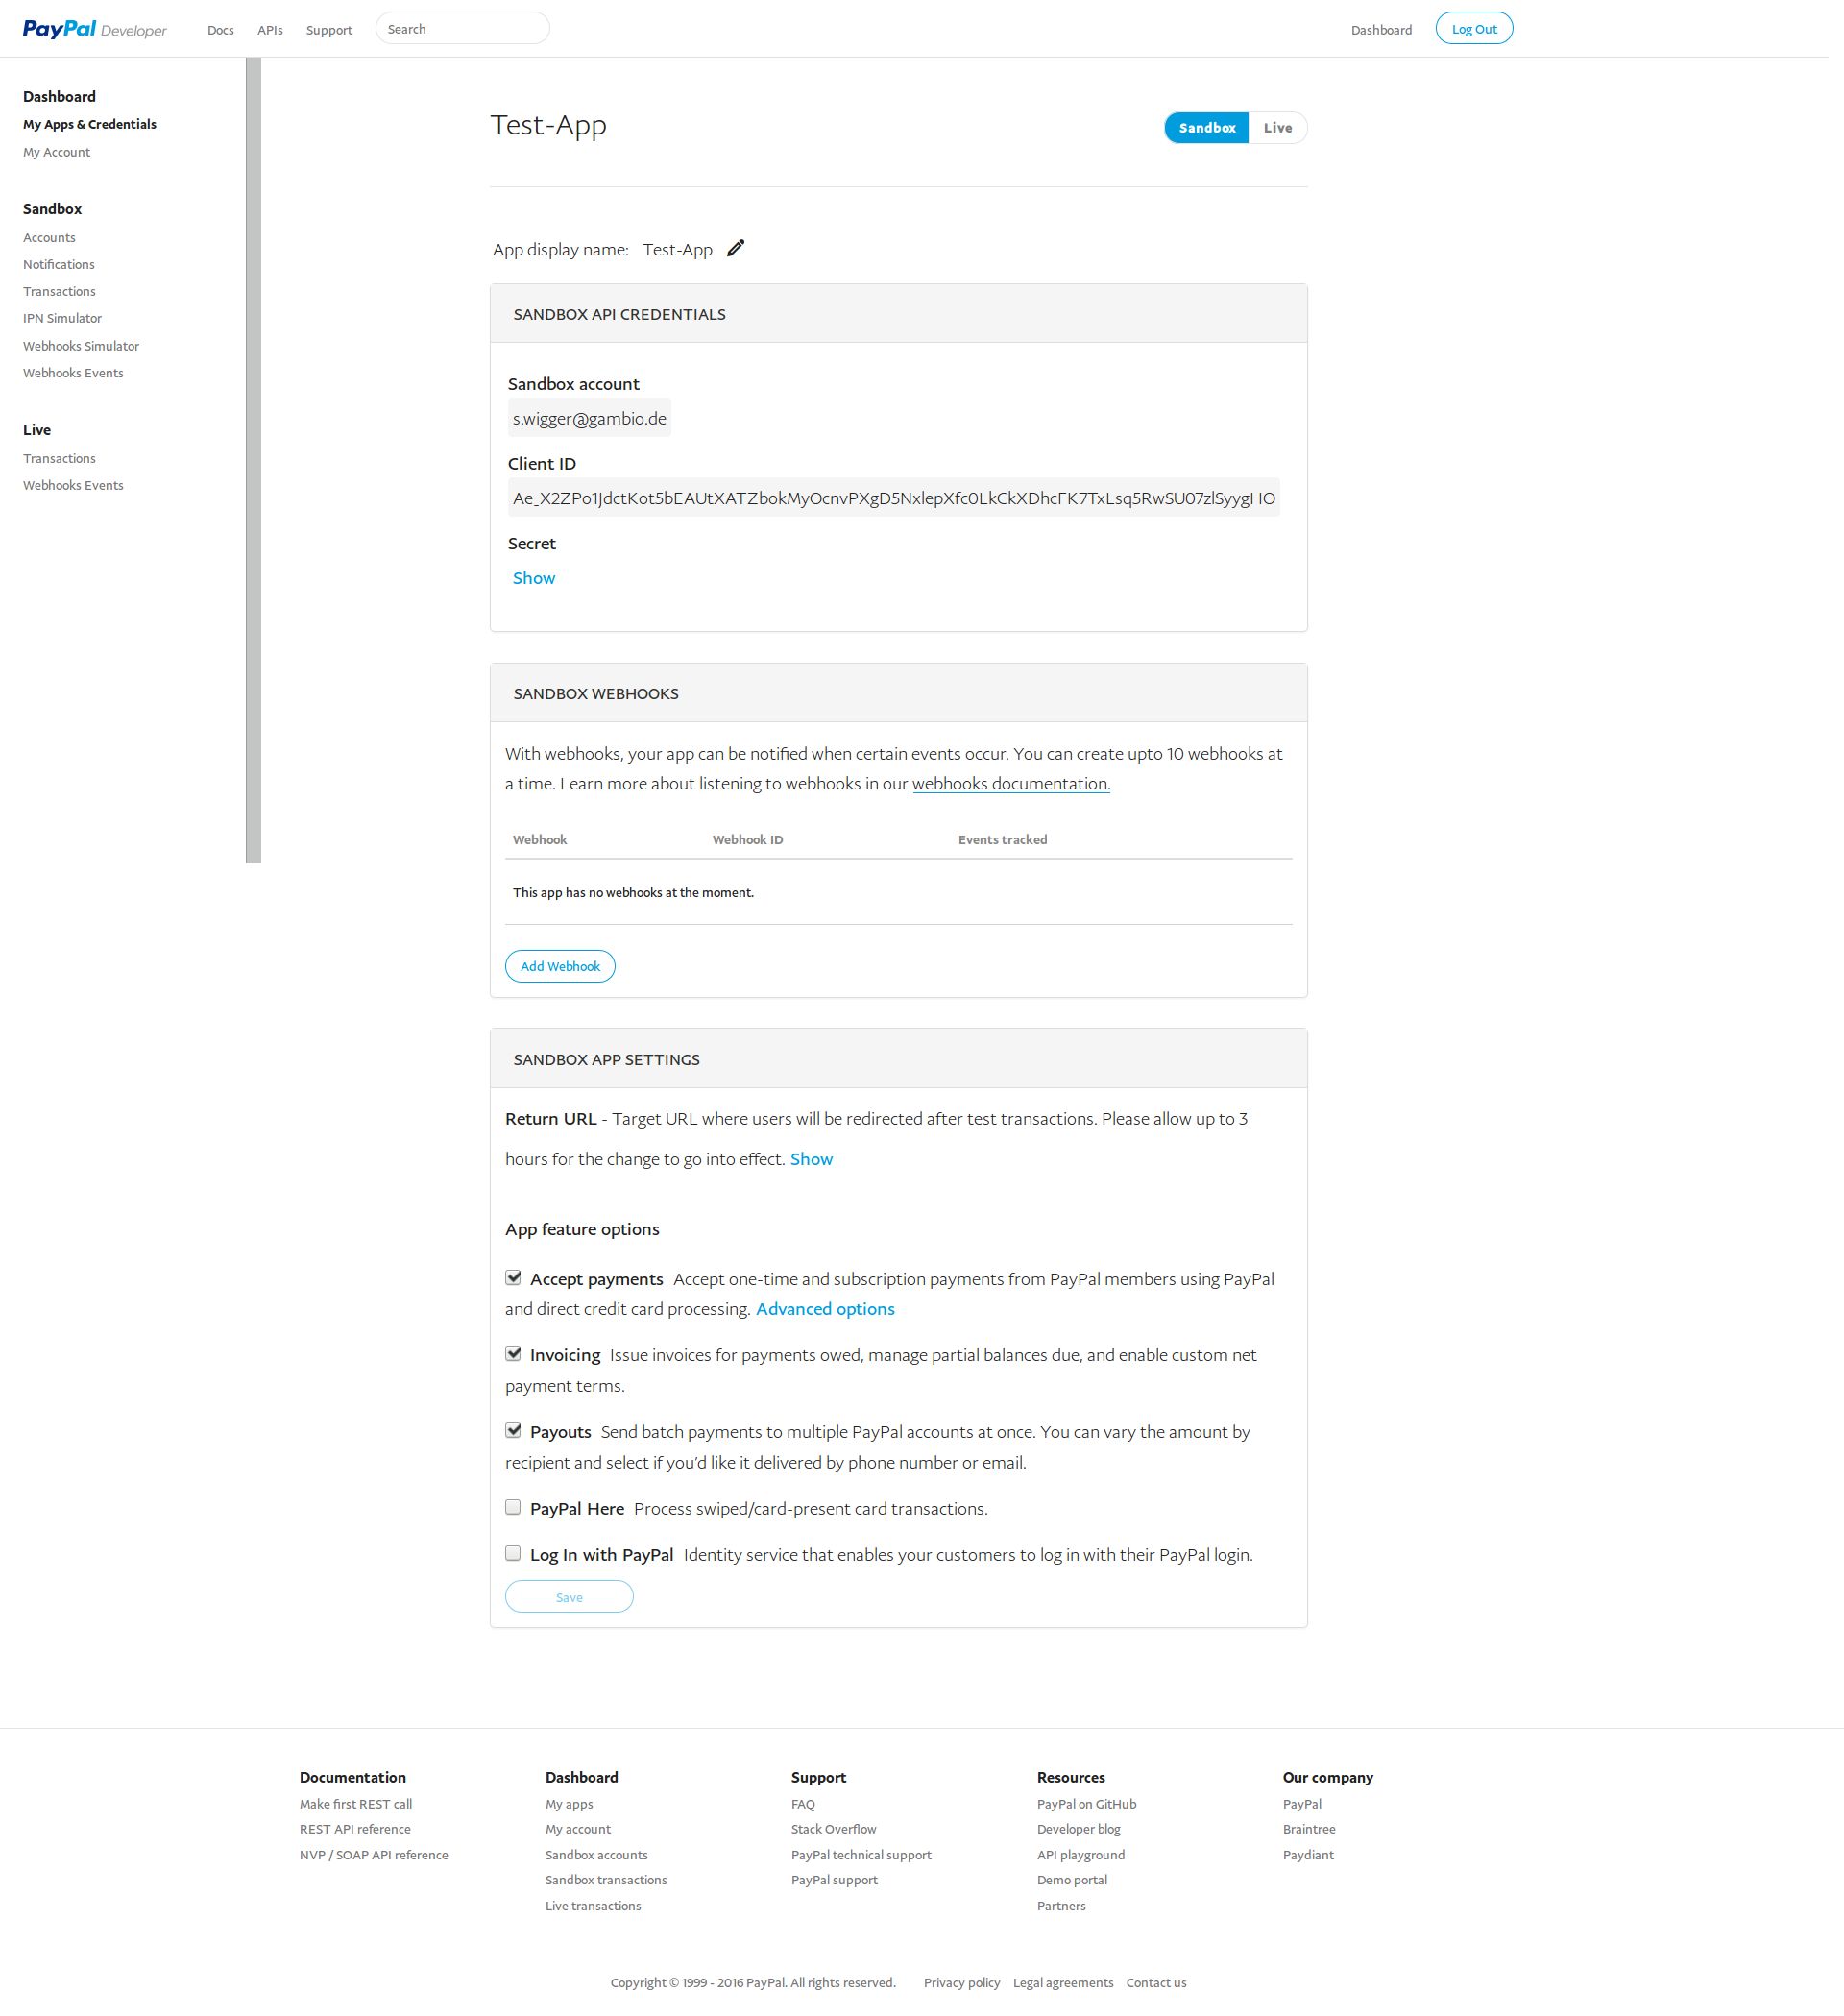 PayPal Developer
Docs
APIs
Support
Search
Dashboard
Log Out
Dashboard
My Apps & Credentials
My Account
Sandbox
Accounts
Notifications
Transactions
IPN Simulator
Webhooks Simulator
Webhooks Events
Live
Transactions
Webhooks Events
Test-App
Sandbox
Live
App display name: Test-App
SANDBOX API CREDENTIALS
Sandbox account
s.wigger@gambio.de
Client ID
Ae_X2ZPo1JdctKot5bEAUtXATZbokMyOcnvPXgD5NxlepXfc0LkCkXDhcFK7TxLsq5RwSU07zlSyygHO
Secret
Show
SANDBOX WEBHOOKS
With webhooks, your app can be notified when certain events occur. You can create upto 10 webhooks at
a time. Learn more about listening to webhooks in our webhooks documentation.
Webhook
Webhook ID
Events tracked
This app has no webhooks at the moment.
Add Webhook
SANDBOX APP SETTINGS
Return URL - Target URL where users will be redirected after test transactions. Please allow up to 3
hours for the change to go into effect. Show
App feature options
Accept payments Accept one-time and subscription payments from PayPal members using PayPal
and direct credit card processing. Advanced options
Invoicing Issue invoices for payments owed, manage partial balances due, and enable custom net
payment terms.
Payouts Send batch payments to multiple PayPal accounts at once. You can vary the amount by
recipient and select if you'd like it delivered by phone number or email.
PayPal Here Process swiped/card-present card transactions.
Log In with PayPal Identity service that enables your customers to log in with their PayPal login.
Save
Documentation
Make first REST call
REST API reference
NVP / SOAP API reference
Dashboard
My apps
My account
Sandbox accounts
Sandbox transactions
Live transactions
Support
FAQ
Stack Overflow
PayPal technical support
PayPal support
Resources
PayPal on GitHub
Developer blog
API playground
Demo portal
Partners
Our company
PayPal
Braintree
Paydiant
Copyright © 1999 - 2016 PayPal. All rights reserved.
Privacy policy
Legal agreements
Contact us